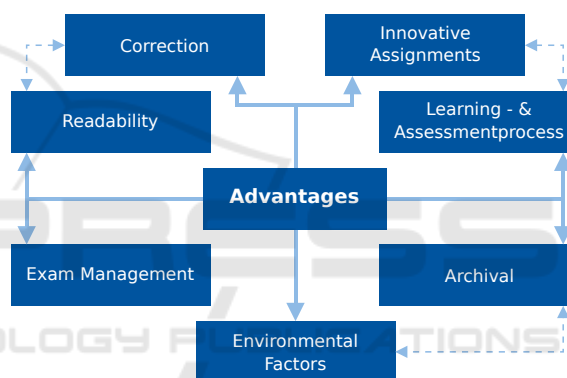 Correction
Innovative
Assignments
Readability
Learning - &
Assessmentprocess
Advantages
Exam Management
Archival
Environmental
Factors